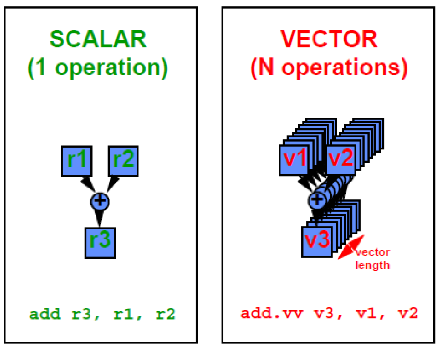 SCALAR
(1 operation)
r1 r2
+
r3
add r3, r1, r2
VECTOR
(N operations)
v1 v2
+
v3
vector
length
add.vv v3, v1, v2